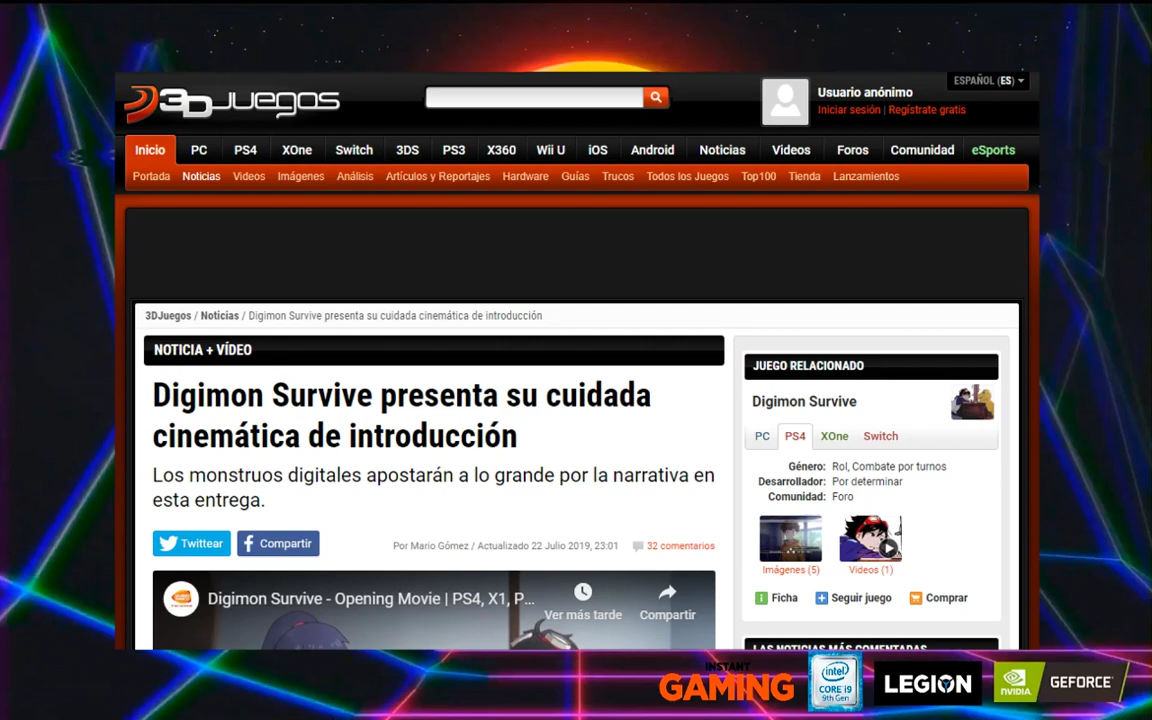 3DJUEGOS
ESPAÑOL (ES)
Usuario anónimo
Iniciar sesión | Regístrate gratis
Inicio PC PS4 XOne Switch 3DS PS3 X360 Wii U iOS Android Noticias Videos Foros Comunidad eSports
Portada Noticias Videos Imágenes Análisis Artículos y Reportajes Hardware Guías Trucos Todos los Juegos Top100 Tienda Lanzamientos
3DJuegos / Noticias / Digimon Survive presenta su cuidada cinemática de introducción
NOTICIA + VÍDEO
Digimon Survive presenta su cuidada
cinemática de introducción
Los monstruos digitales apostarán a lo grande por la narrativa en
esta entrega.
Twittear
Compartir
Por Mario Gómez / Actualizado 22 Julio 2019, 23:01
32 comentarios
Digimon Survive - Opening Movie | PS4, X1, P...
Ver más tarde
Compartir
JUEGO RELACIONADO
Digimon Survive
PC PS4 XOne Switch
Género: Rol, Combate por turnos
Desarrollador: Por determinar
Comunidad: Foro
Imágenes (5)
Videos (1)
Ficha
Seguir juego
Comprar
LAS NOTICIAS MÁS COMENTADAS
INSTANT
GAMING
intel
CORE i9
9th Gen
LEGION
NVIDIA
GEFORCE